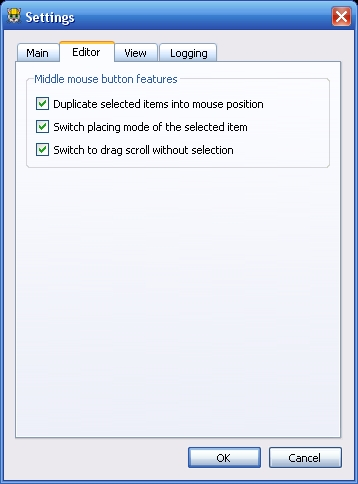 Settings
Main Editor View Logging
Middle mouse button features
Duplicate selected items into mouse position
Switch placing mode of the selected item
Switch to drag scroll without selection
OK Cancel